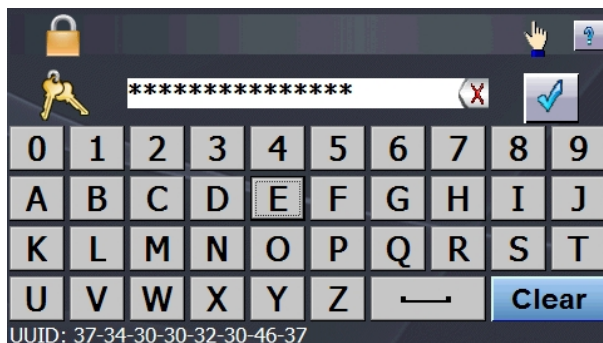 ?
*************** X
0 1 2 3 4 5 6 7 8 9
A B C D E F G H I J
K L M N O P Q R S T
U V W X Y Z Clear
UUID: 37-34-30-30-32-30-46-37